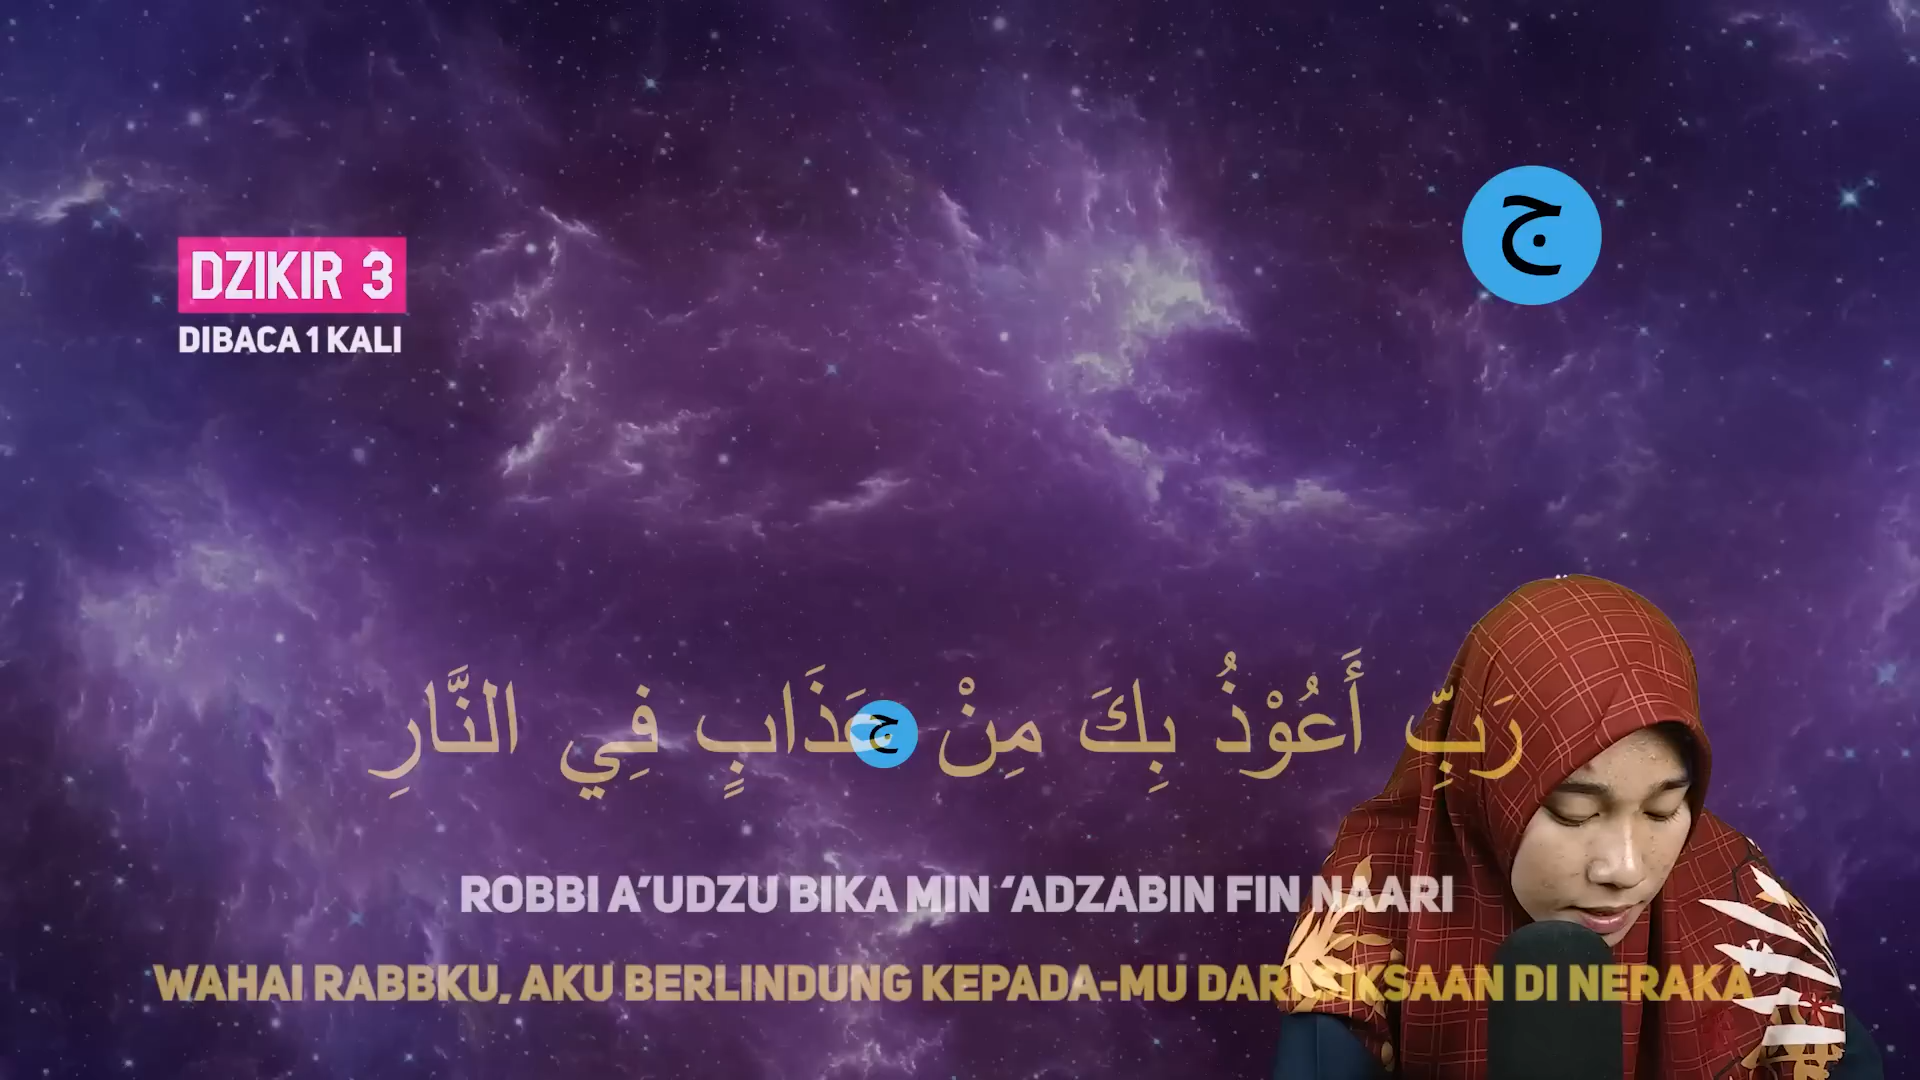 DZIKIR 3
DIBACA 1 KALI
ج
رَبِّ أَعُوْذُ بِكَ مِنْ عَذَابٍ فِي النَّارِ
ج
ROBBI A’UDZU BIKA MIN ‘ADZABIN FIN NAARI
WAHAI RABBKU, AKU BERLINDUNG KEPADA-MU DARI SIKSAAN DI NERAKA